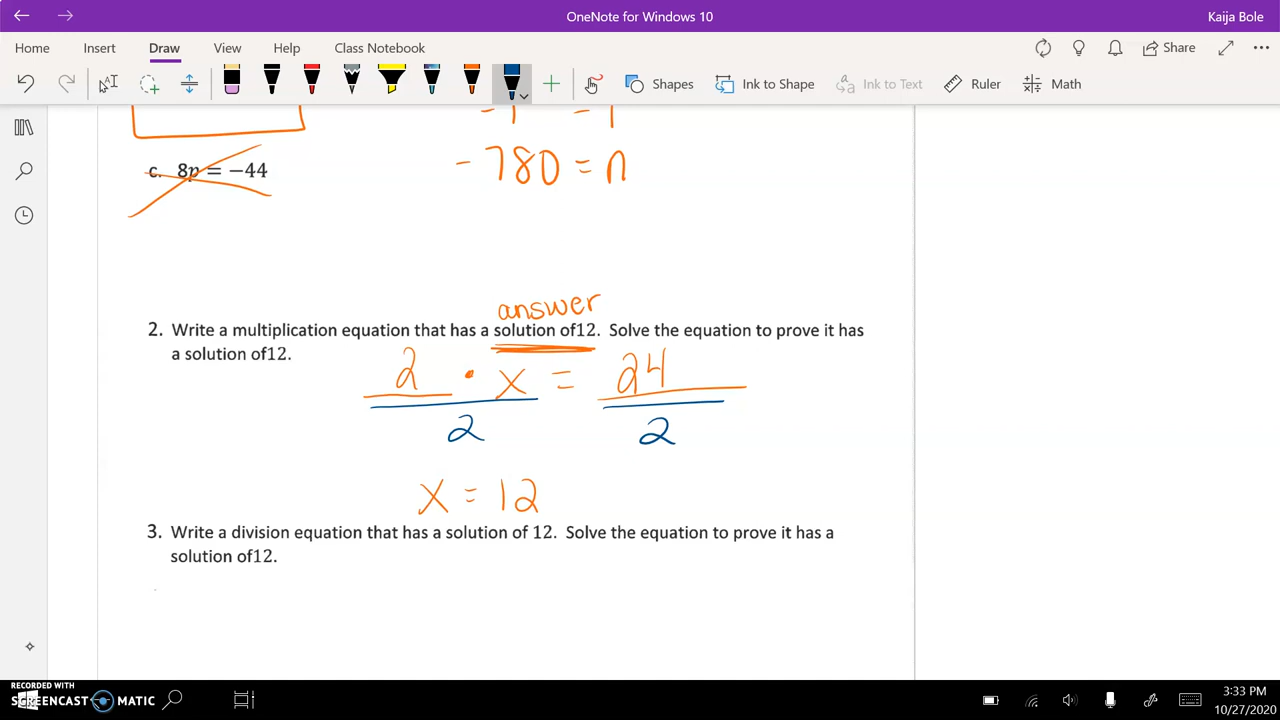 OneNote for Windows 10
Kaija Bole
Home Insert Draw View Help Class Notebook Share
Shapes Ink to Shape Ink to Text Ruler Math
c. 8p = −44
- 780 = n
answer
2. Write a multiplication equation that has a solution of12. Solve the equation to prove it has
a solution of12.
2 · x = 24
2 2
x = 12
3. Write a division equation that has a solution of 12. Solve the equation to prove it has a
solution of12.
RECORDED WITH
SCREENCAST MATIC
3:33 PM
10/27/2020